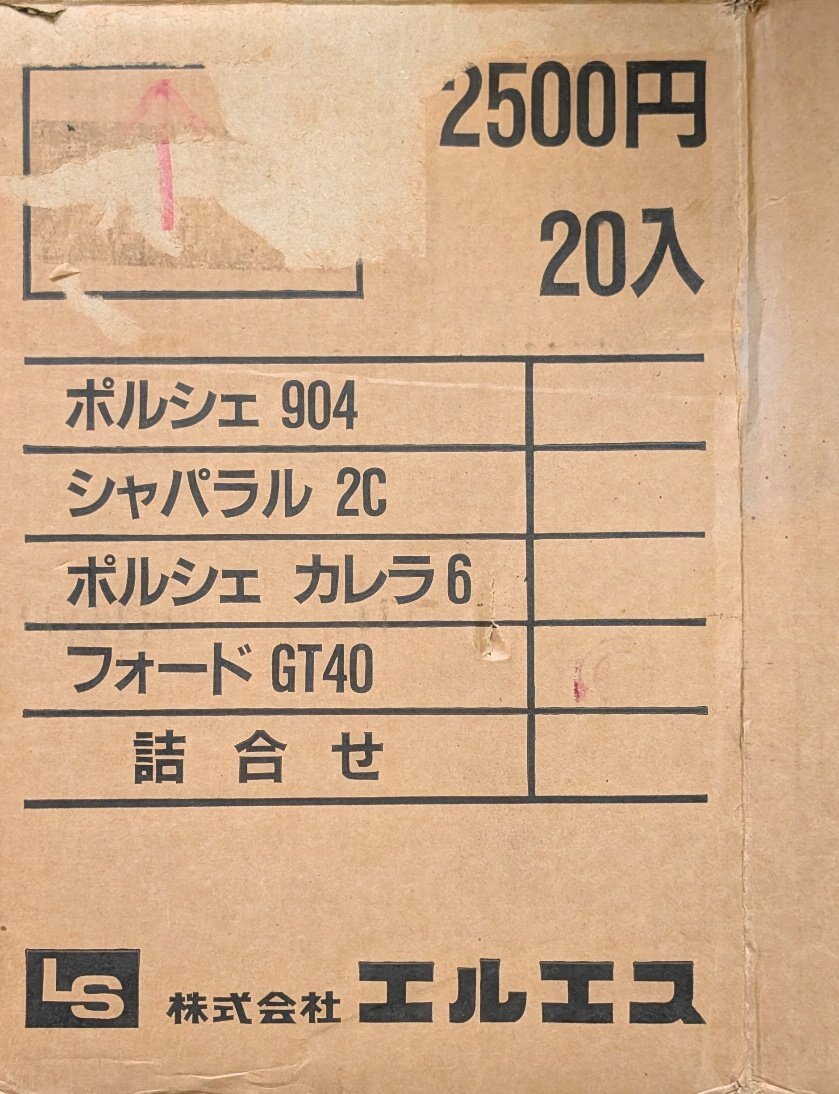 2500円
20入
ポルシェ 904
シャパラル 2C
ポルシェ カレラ6
フォード GT40
詰合せ
LS 株式会社 エルエス